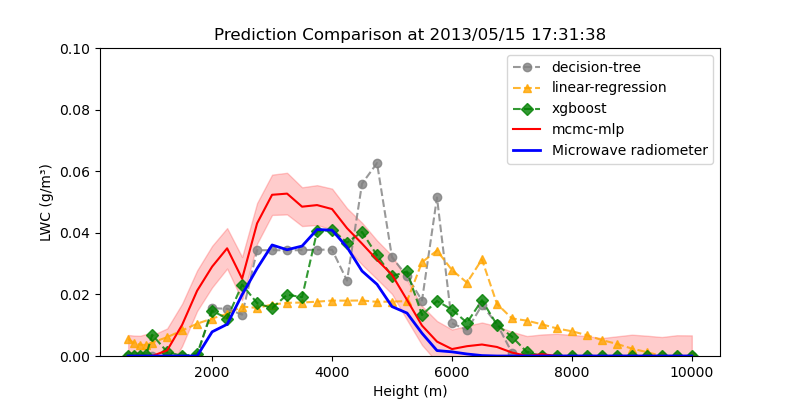 Prediction Comparison at 2013/05/15 17:31:38
0.10
0.08
0.06
0.04
0.02
0.00
LWC (g/m³)
decision-tree
linear-regression
xgboost
mcmc-mlp
Microwave radiometer
2000 4000 6000 8000 10000
Height (m)